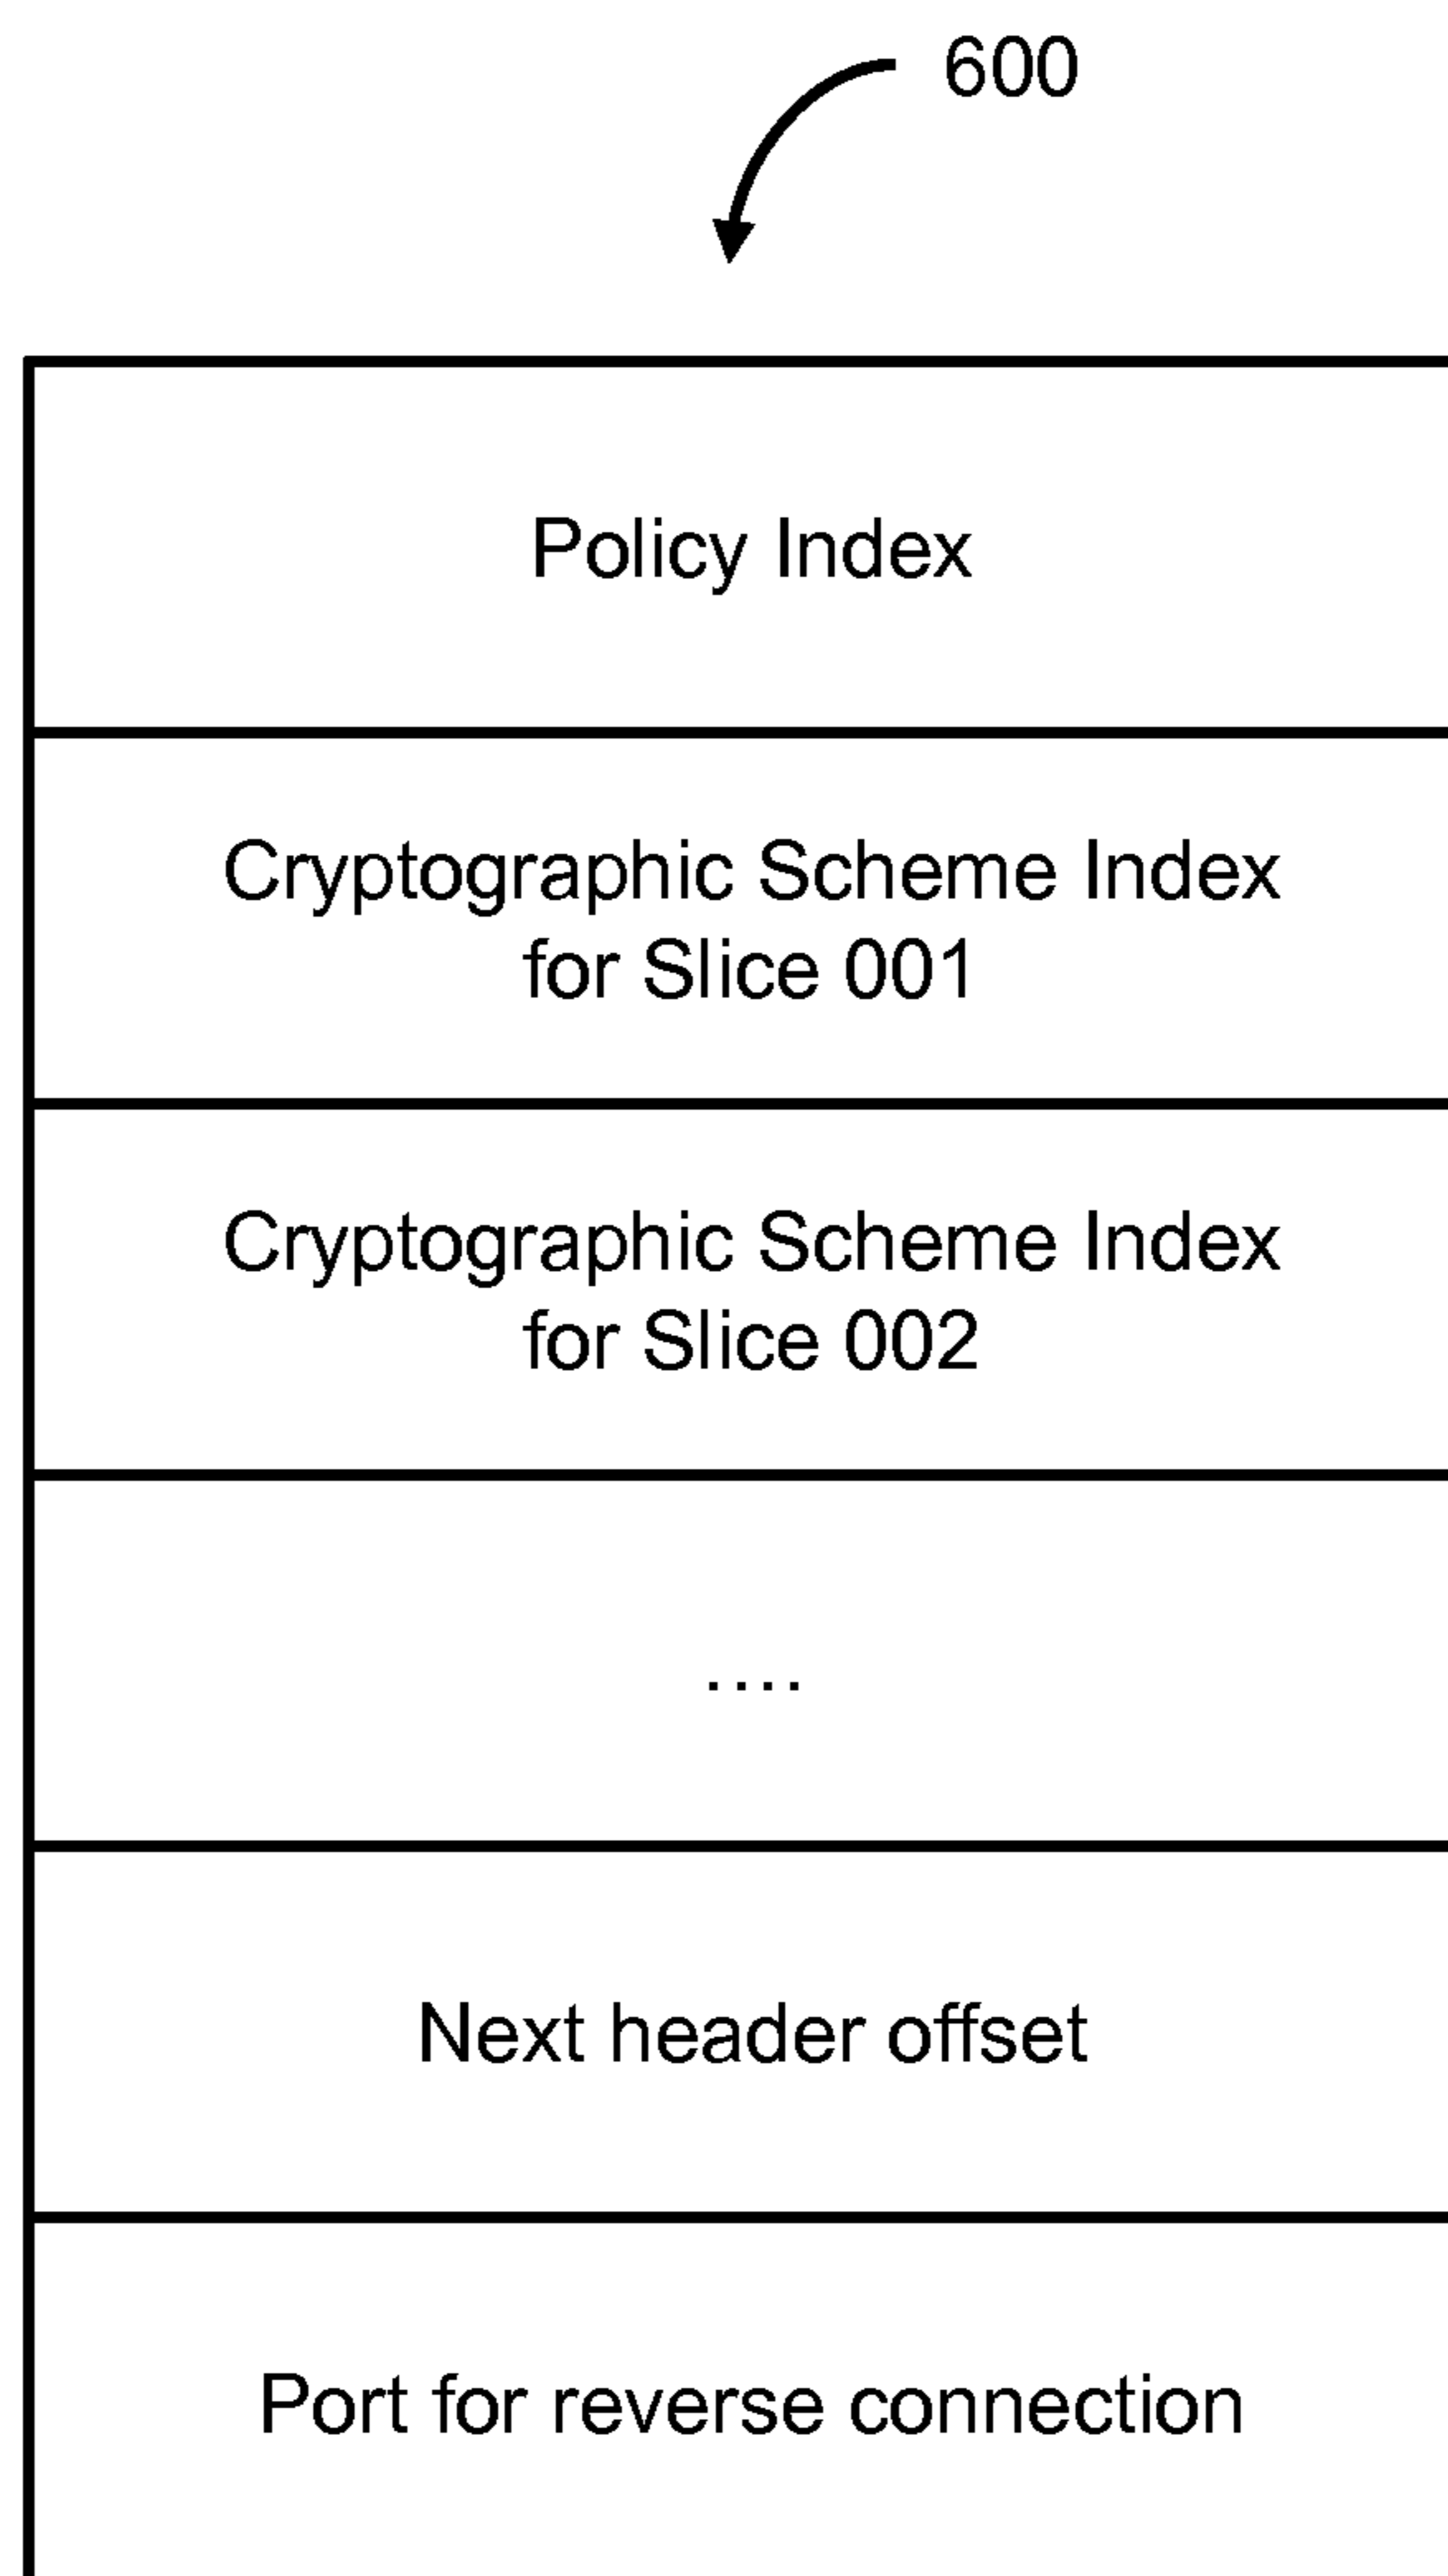 600
Policy Index
Cryptographic Scheme Index
for Slice 001
Cryptographic Scheme Index
for Slice 002
....
Next header offset
Port for reverse connection